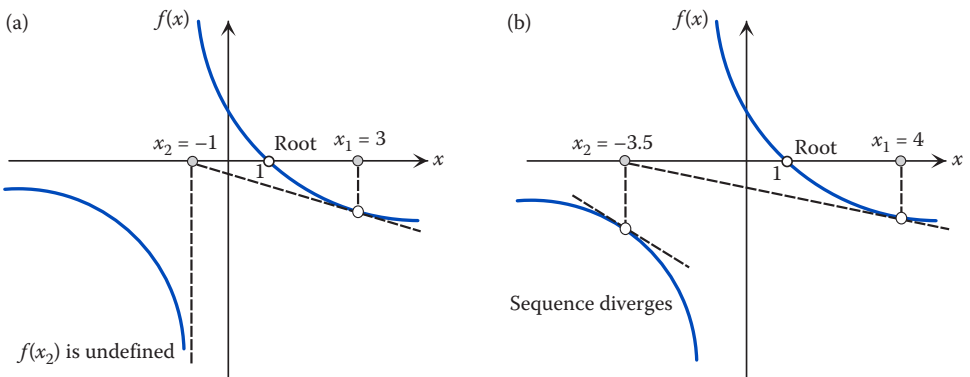 (a)
f(x)
x₂ = −1
Root
x₁ = 3
x
1
f(x₂) is undefined
(b)
f(x)
x₂ = −3.5
Root
x₁ = 4
x
1
Sequence diverges